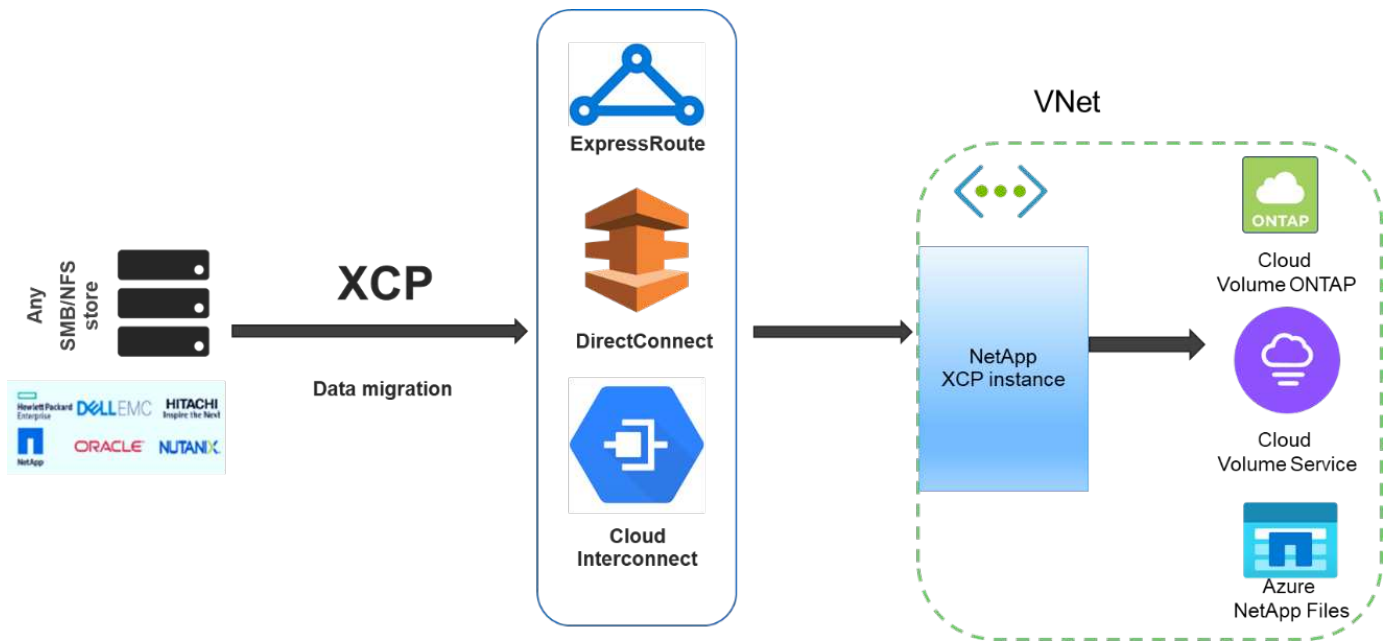 Any
SMB/NFS
store
Hewlett Packard
Enterprise
DELLEMC
HITACHI
Inspire the Next
NetApp
ORACLE
NUTANIX
XCP
Data migration
ExpressRoute
DirectConnect
Cloud
Interconnect
VNet
NetApp
XCP instance
ONTAP
Cloud
Volume ONTAP
Cloud
Volume Service
Azure
NetApp Files